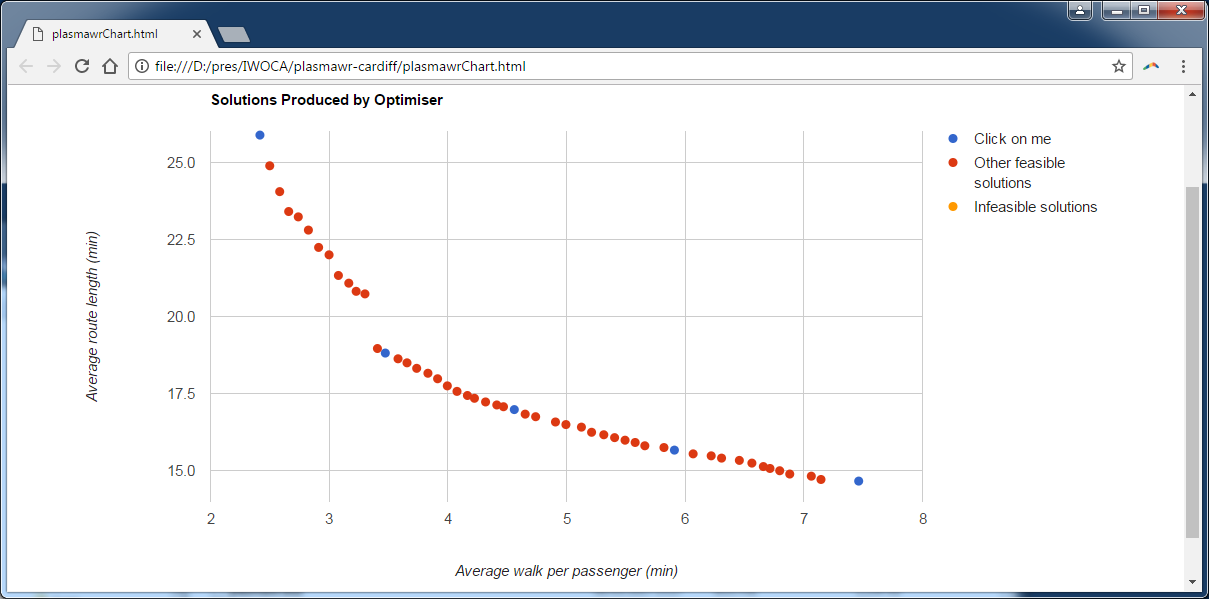 plasmawrChart.html
file:///D:/pres/IWOCA/plasmawr-cardiff/plasmawrChart.html
Solutions Produced by Optimiser
Click on me
Other feasible
solutions
Infeasible solutions
Average route length (min)
25.0
22.5
20.0
17.5
15.0
2 3 4 5 6 7 8
Average walk per passenger (min)